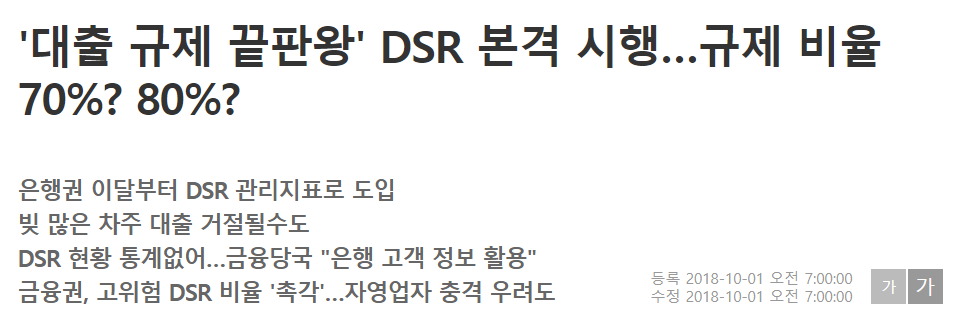 '대출 규제 끝판왕' DSR 본격 시행...규제 비율
70%? 80%?
은행권 이달부터 DSR 관리지표로 도입
빚 많은 차주 대출 거절될수도
DSR 현황 통계없어...금융당국 "은행 고객 정보 활용"
금융권, 고위험 DSR 비율 '촉각'...자영업자 충격 우려도
등록 2018-10-01 오전 7:00:00
수정 2018-10-01 오전 7:00:00
가 가